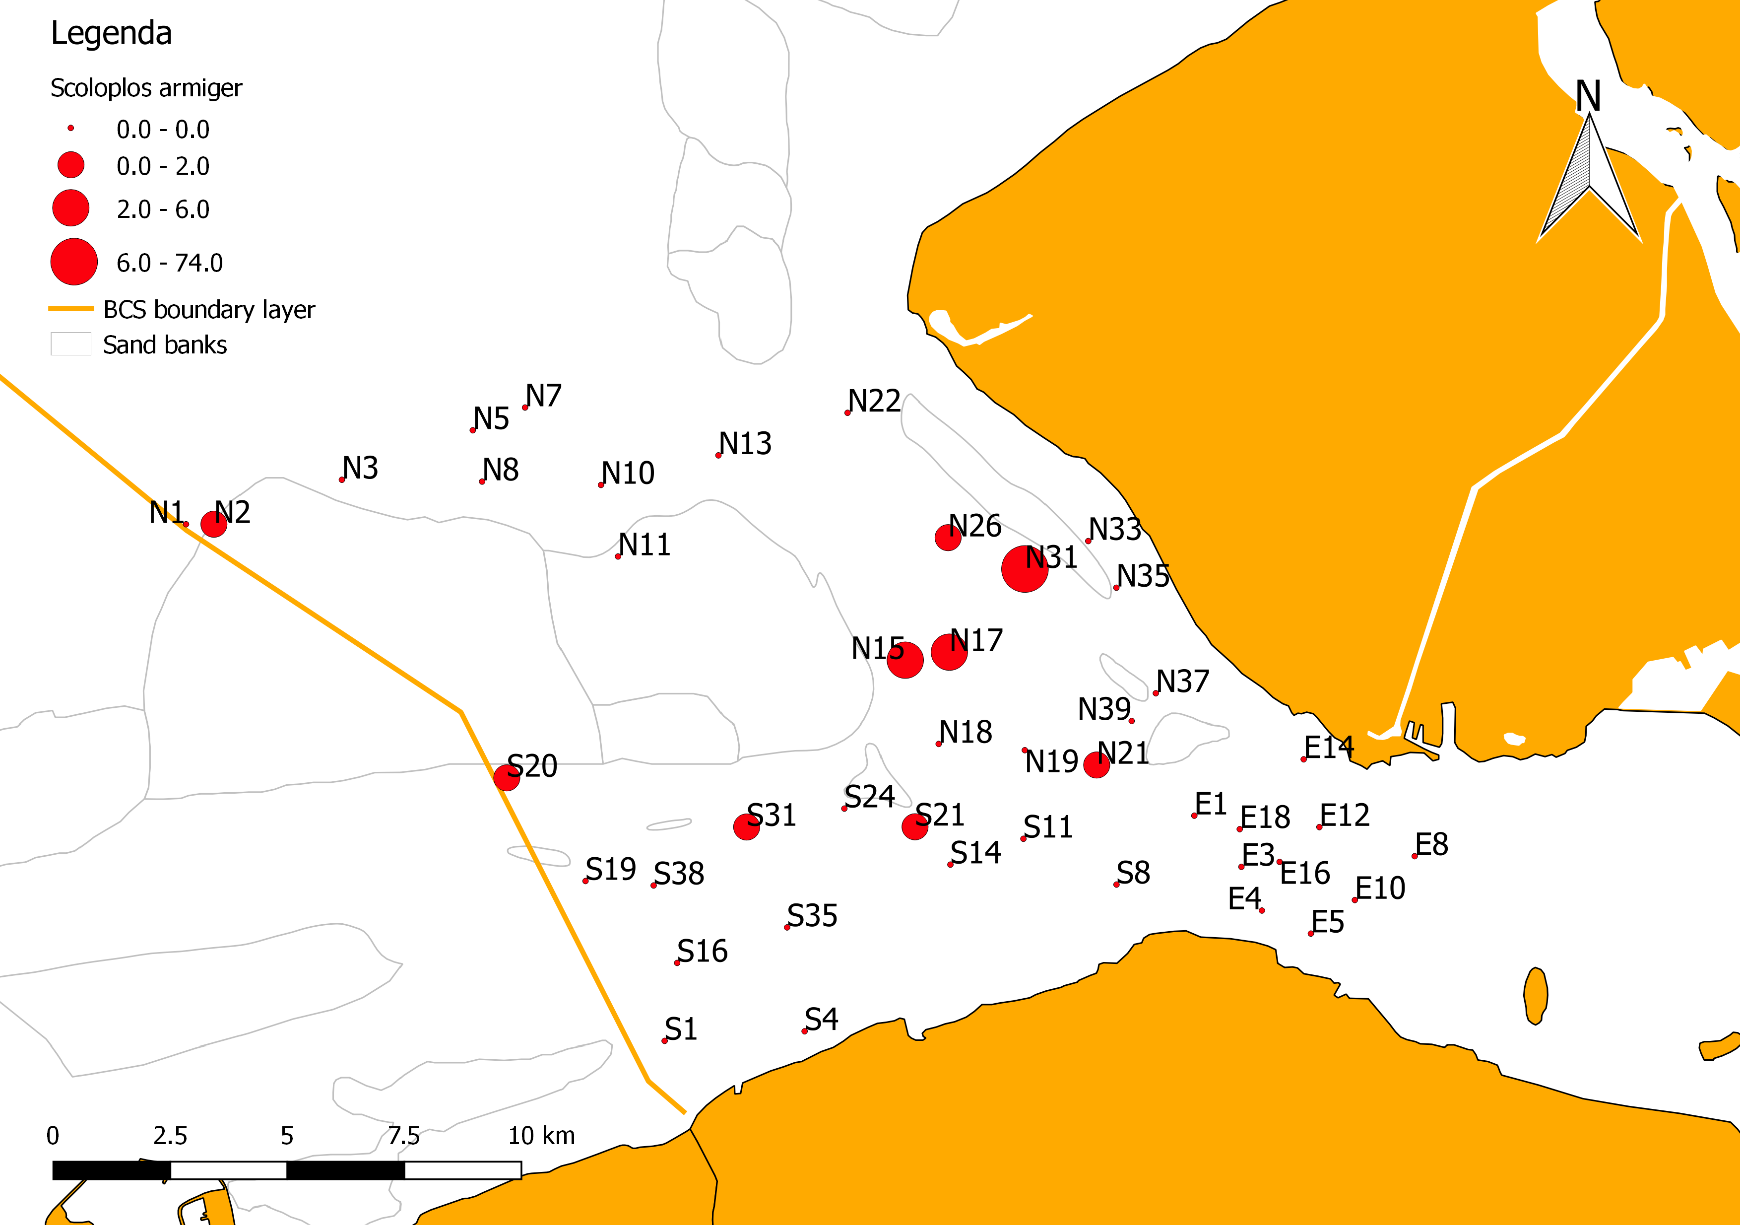 Legenda
Scoloplos armiger
0.0 - 0.0
0.0 - 2.0
2.0 - 6.0
6.0 - 74.0
BCS boundary layer
Sand banks
N
N7
N5
N22
N13
N3
N8
N10
N1
N2
N26
N33
N11
N31
N35
N15
N17
N37
N39
N18
N19
N21
E14
S20
S24
S31
S21
S11
E1
E18
E12
S14
E3
E16
E8
S19
S38
S8
E4
E10
E5
S35
S16
S1
S4
0 2.5 5 7.5 10 km